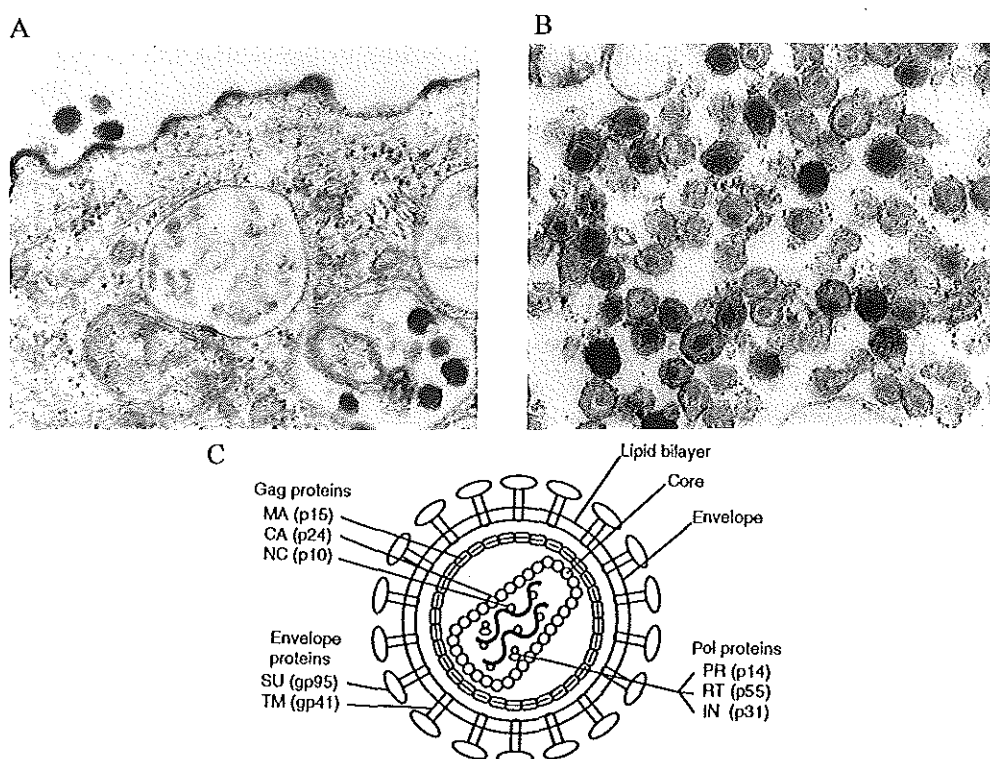 A
B
C
Gag proteins
MA (p15)
CA (p24)
NC (p10)
Lipid bilayer
Core
Envelope
Envelope
proteins
SU (gp95)
TM (gp41)
Pol proteins
PR (p14)
RT (p55)
IN (p31)